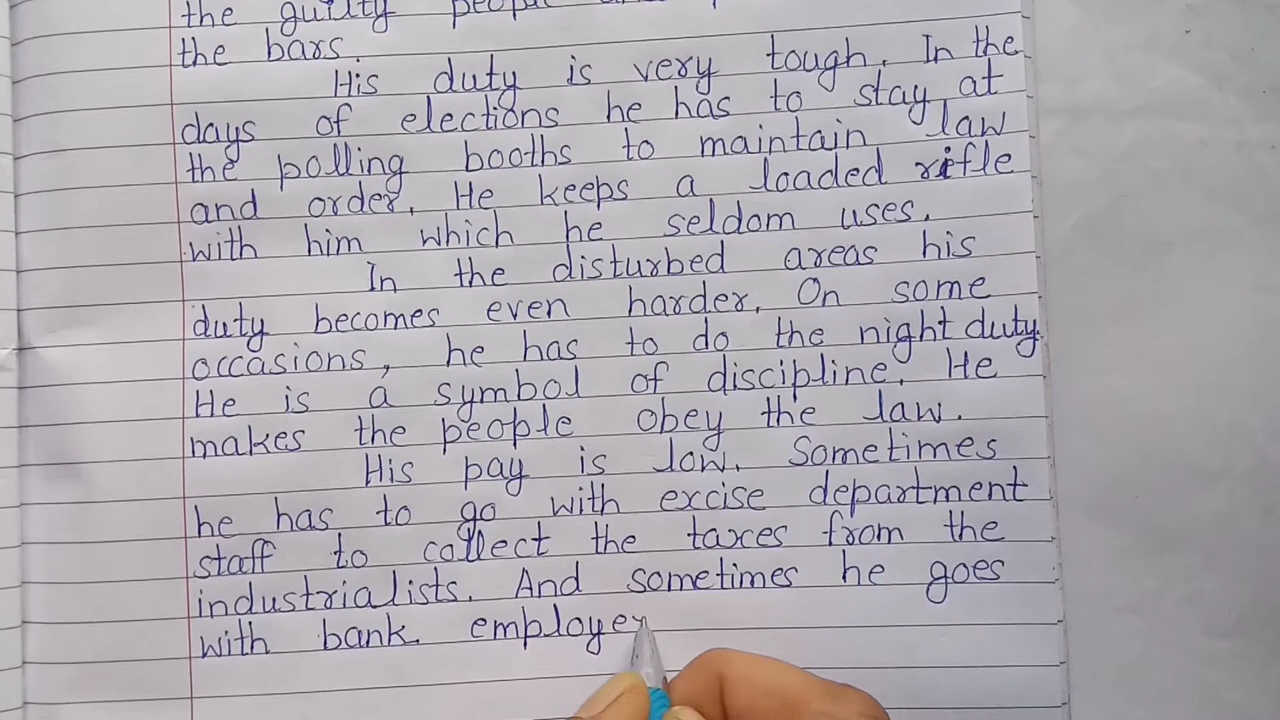 the guilty people
the bars.
His duty is very tough. In the
days of elections he has to stay at
the polling booths to maintain law
and order. He keeps a loaded rifle
with him which he seldom uses.
In the disturbed areas his
duty becomes even harder. On some
occasions, he has to do the night duty.
He is a symbol of discipline. He
makes the people obey the law.
His pay is low. Sometimes
he has to go with excise department
staff to collect the taxes from the
industrialists. And sometimes he goes
with bank employe